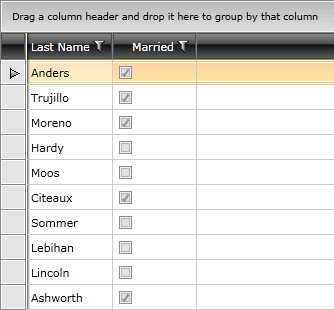 Drag a column header and drop it here to group by that column
Last Name Married
Anders
Trujillo
Moreno
Hardy
Moos
Citeaux
Sommer
Lebihan
Lincoln
Ashworth